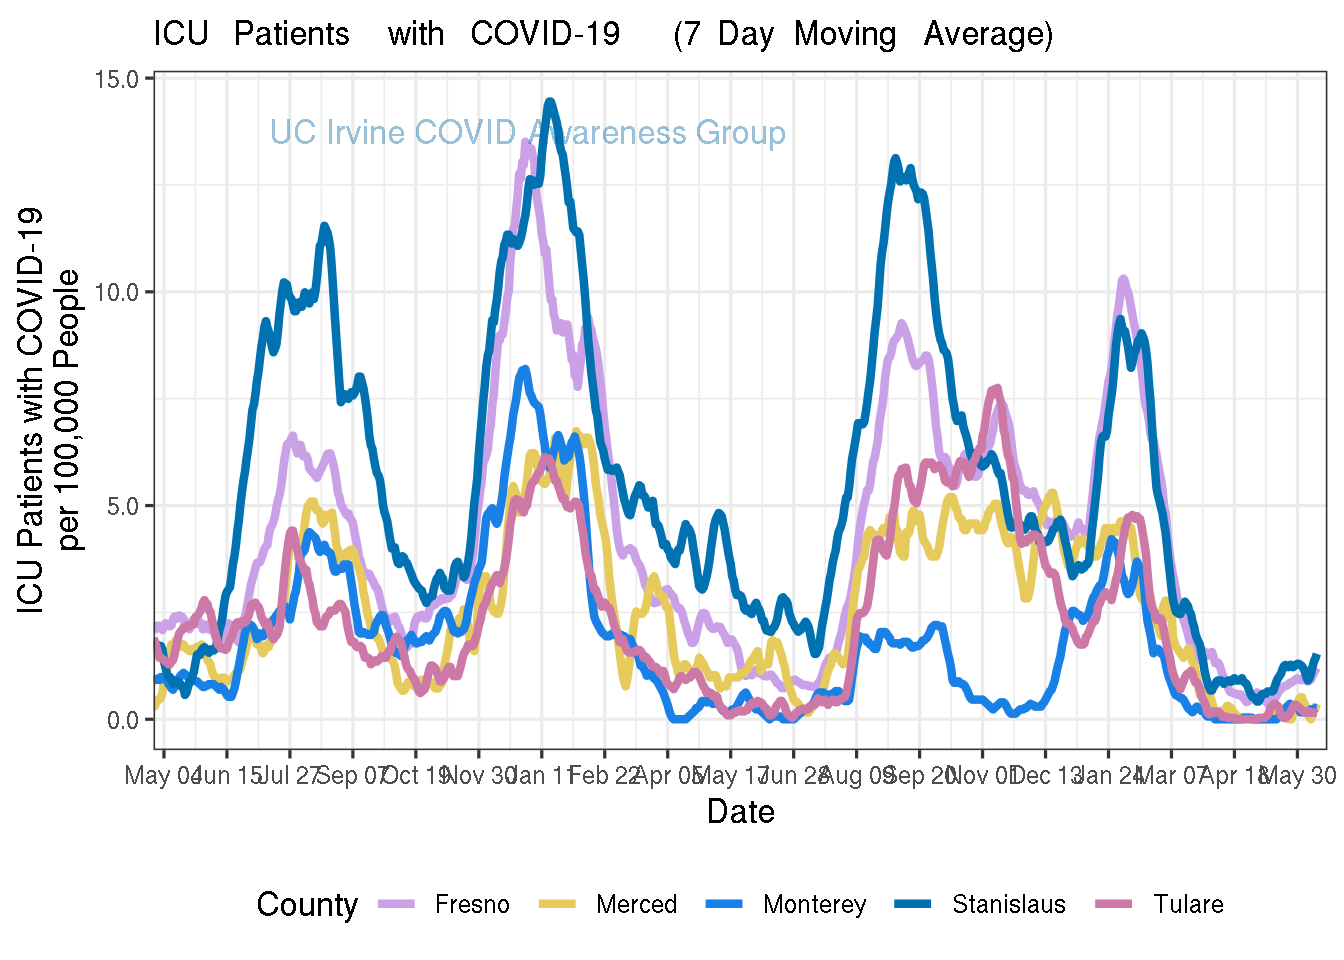 ICU Patients with COVID-19 (7 Day Moving Average)
15.0
10.0
5.0
0.0
ICU Patients with COVID-19
per 100,000 People
UC Irvine COVID Awareness Group
May 04 Jun 15 Jul 27 Sep 07 Oct 19 Nov 30 Jan 11 Feb 22 Apr 05 May 17 Jun 28 Aug 09 Sep 20 Nov 01 Dec 13 Jan 24 Mar 07 Apr 18 May 30
Date
County Fresno Merced Monterey Stanislaus Tulare